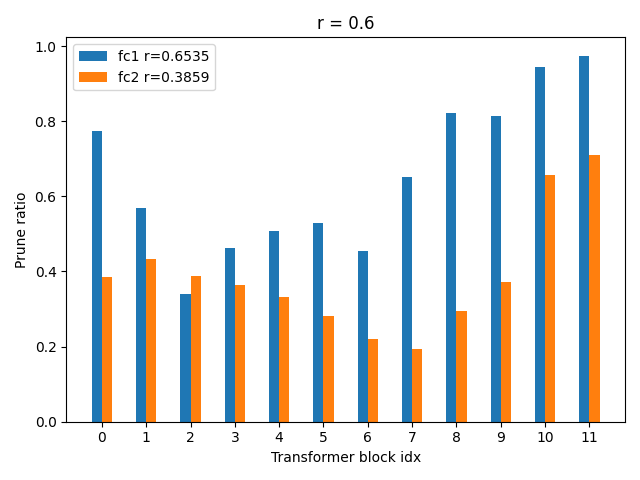 r = 0.6
fc1 r=0.6535
fc2 r=0.3859
Prune ratio
1.0
0.8
0.6
0.4
0.2
0.0
0 1 2 3 4 5 6 7 8 9 10 11
Transformer block idx